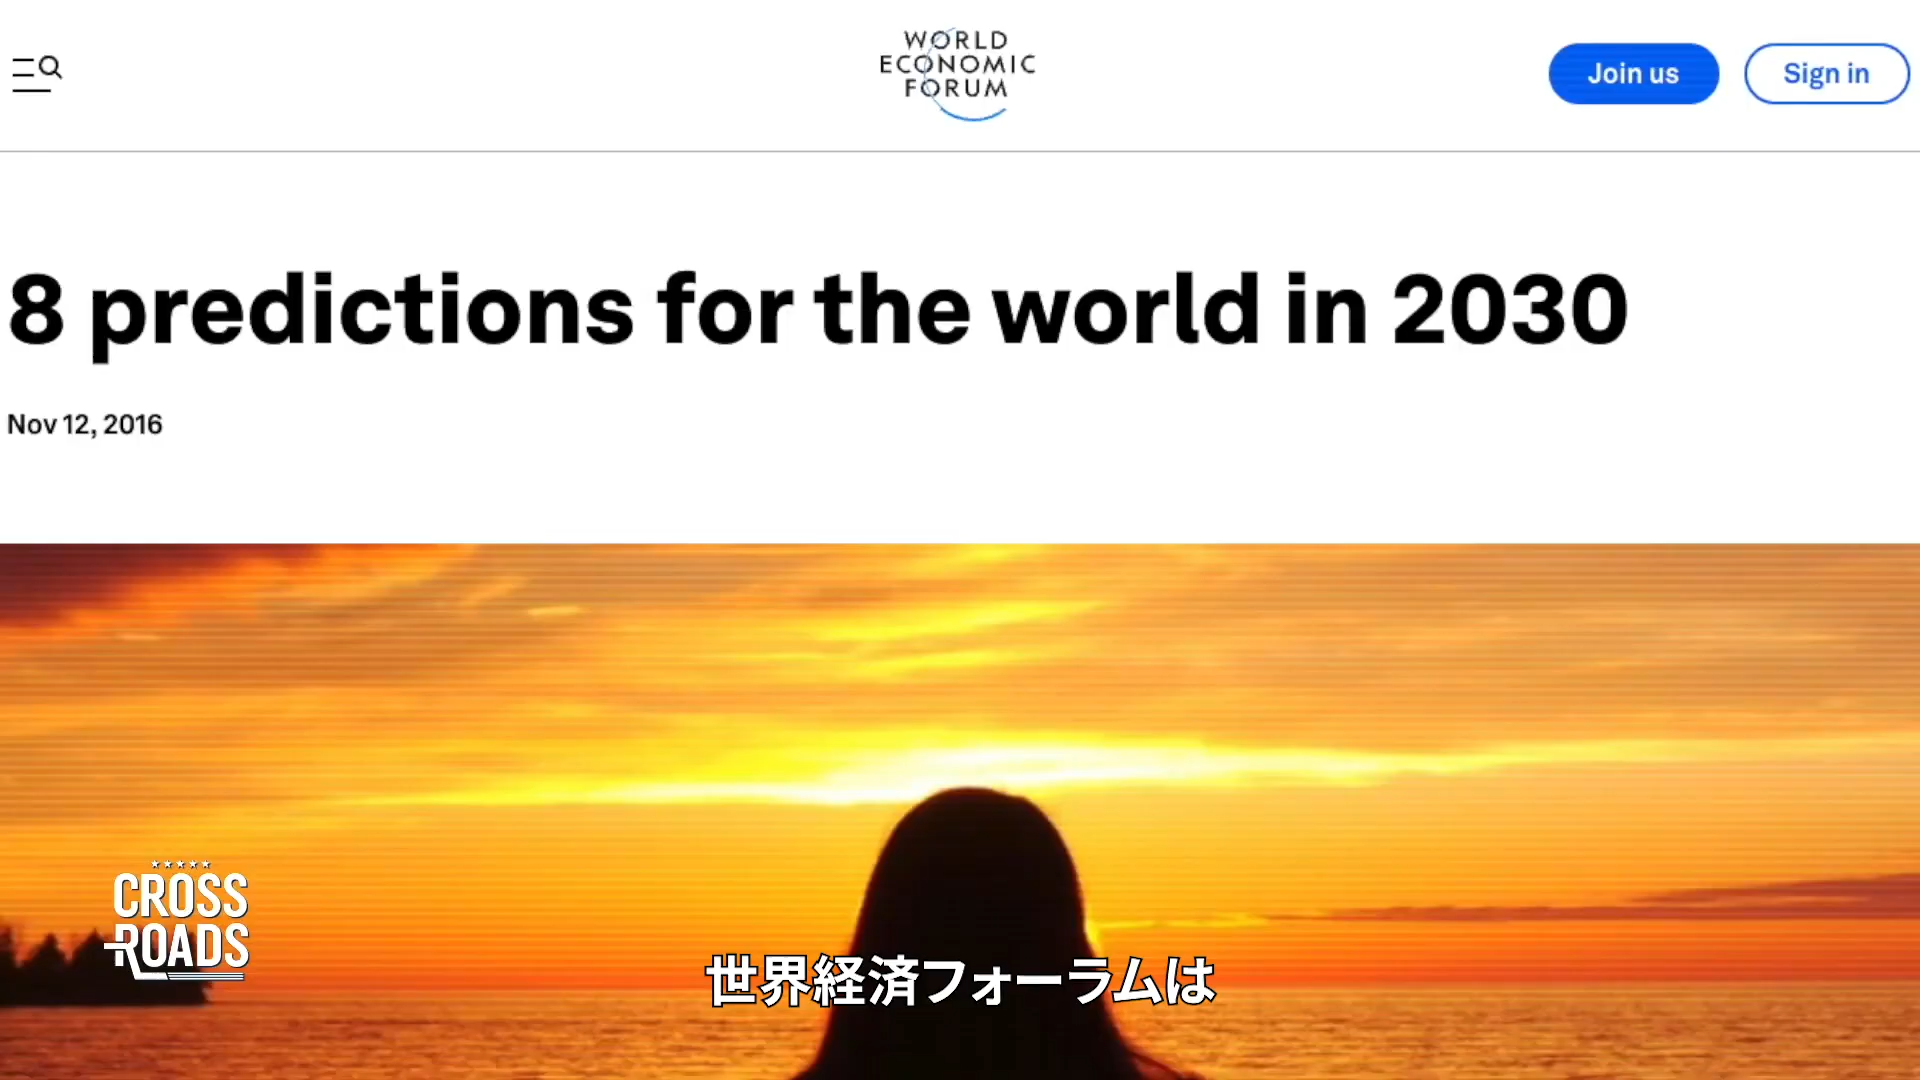 WORLD
ECONOMIC
FORUM
Join us
Sign in
8 predictions for the world in 2030
Nov 12, 2016
CROSS
ROADS
世界経済フォーラムは